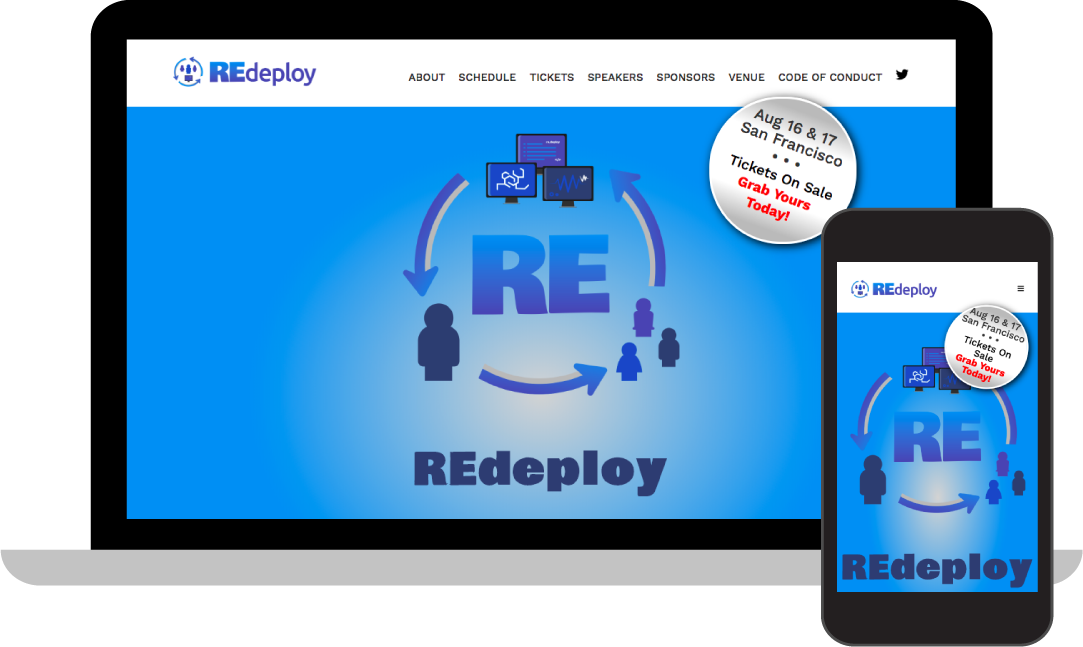 REdeploy
ABOUT SCHEDULE TICKETS SPEAKERS SPONSORS VENUE CODE OF CONDUCT
Aug 16 & 17
San Francisco
• • •
Tickets On Sale
Grab Yours
Today!
RE
REdeploy
REdeploy
Aug 16 & 17
San Francisco
• • •
Tickets On
Sale
Grab Yours
Today!
RE
REdeploy